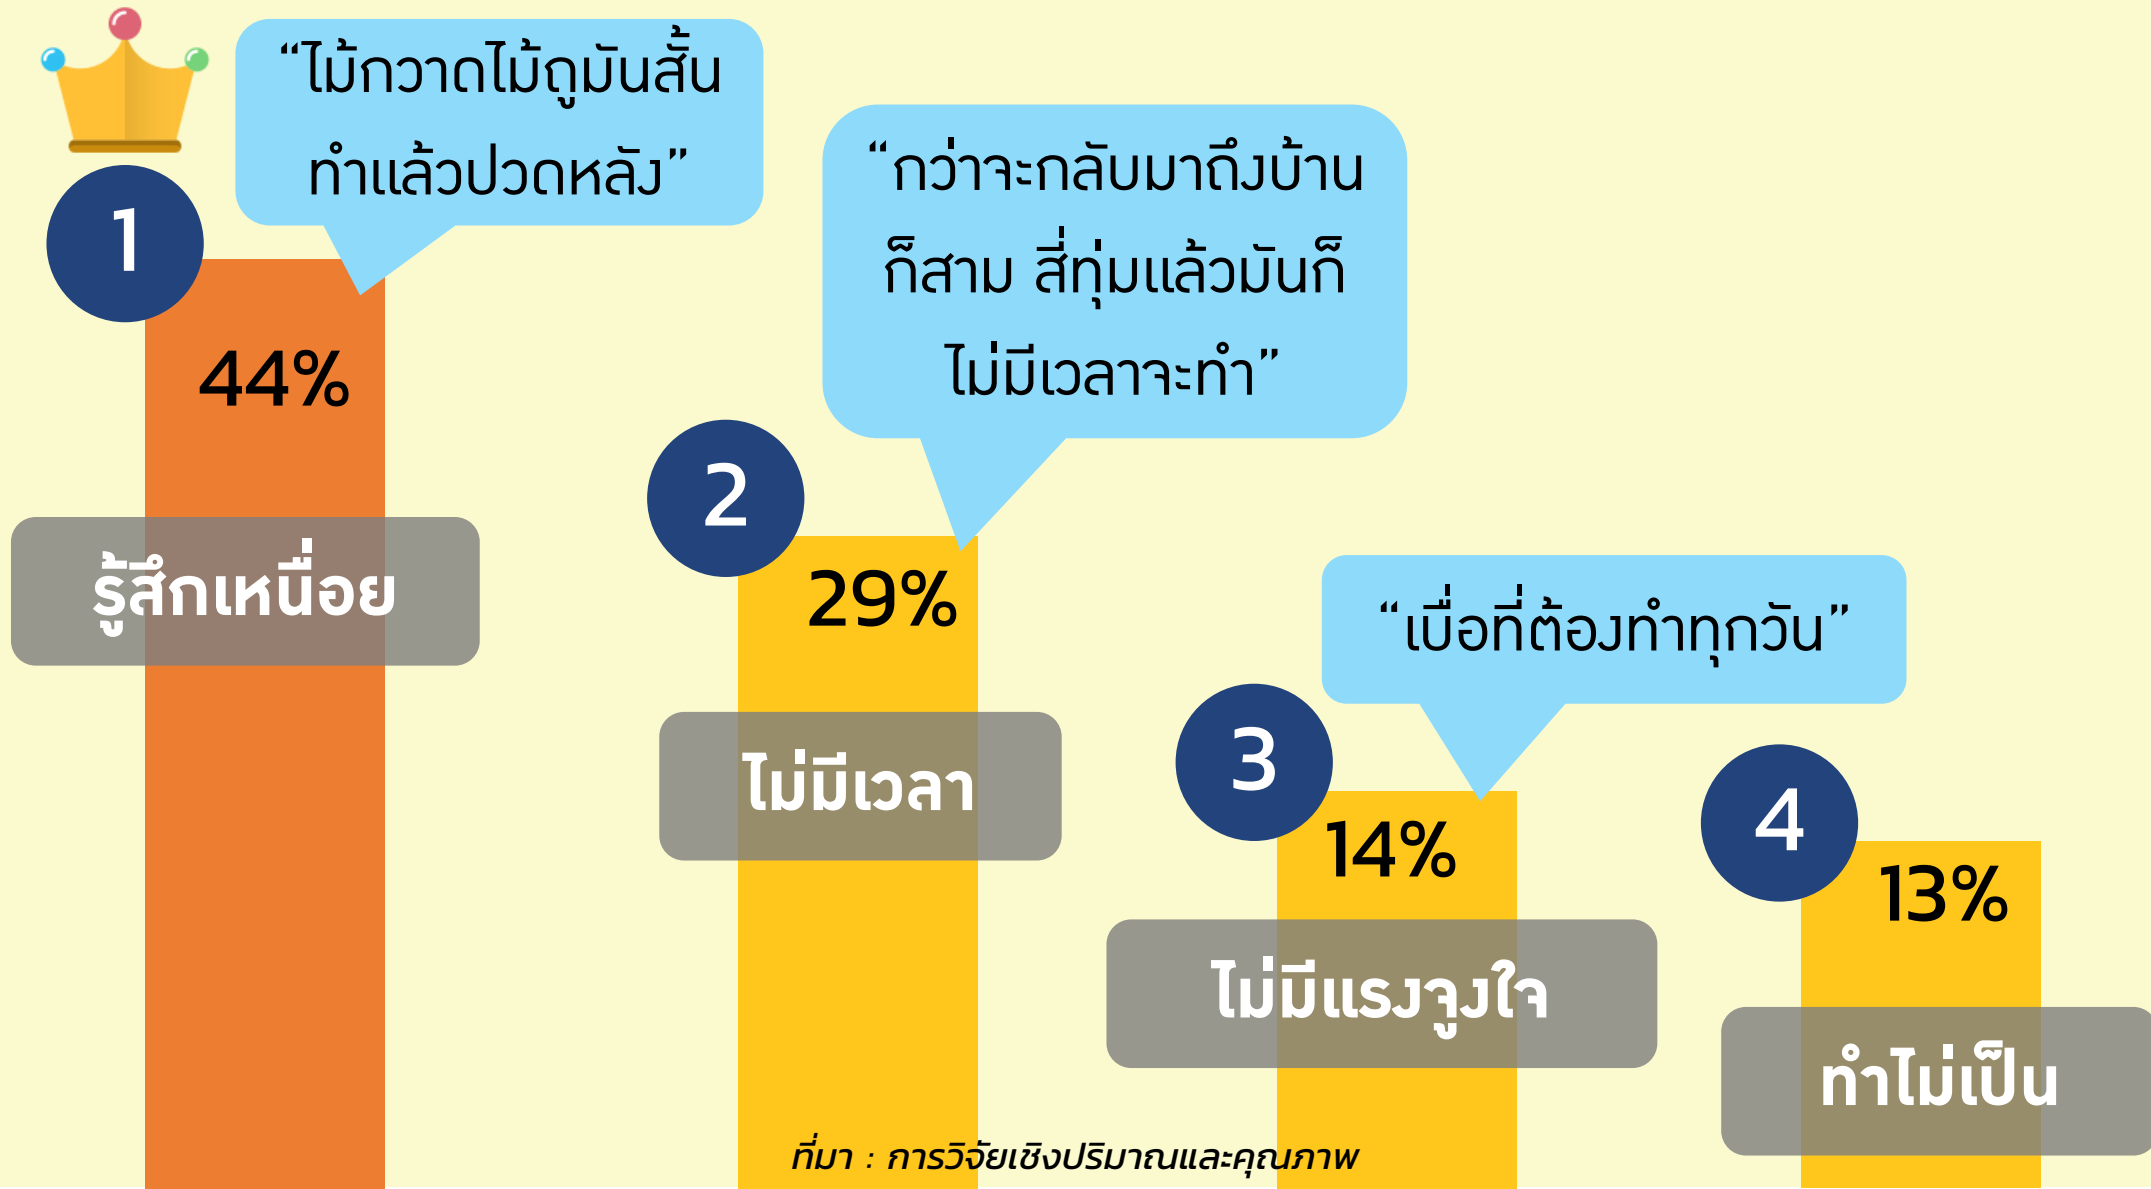 “ไม้กวาดไม้ถูมันสั้น
ทำแล้วปวดหลัง”
1
44%
รู้สึกเหนื่อย
“กว่าจะกลับมาถึงบ้าน
ก็สาม สี่ทุ่มแล้วมันก็
ไม่มีเวลาจะทำ”
2
29%
ไม่มีเวลา
“เบื่อที่ต้องทำทุกวัน”
3
14%
ไม่มีแรงจูงใจ
4
13%
ทำไม่เป็น
ที่มา : การวิจัยเชิงปริมาณและคุณภาพ